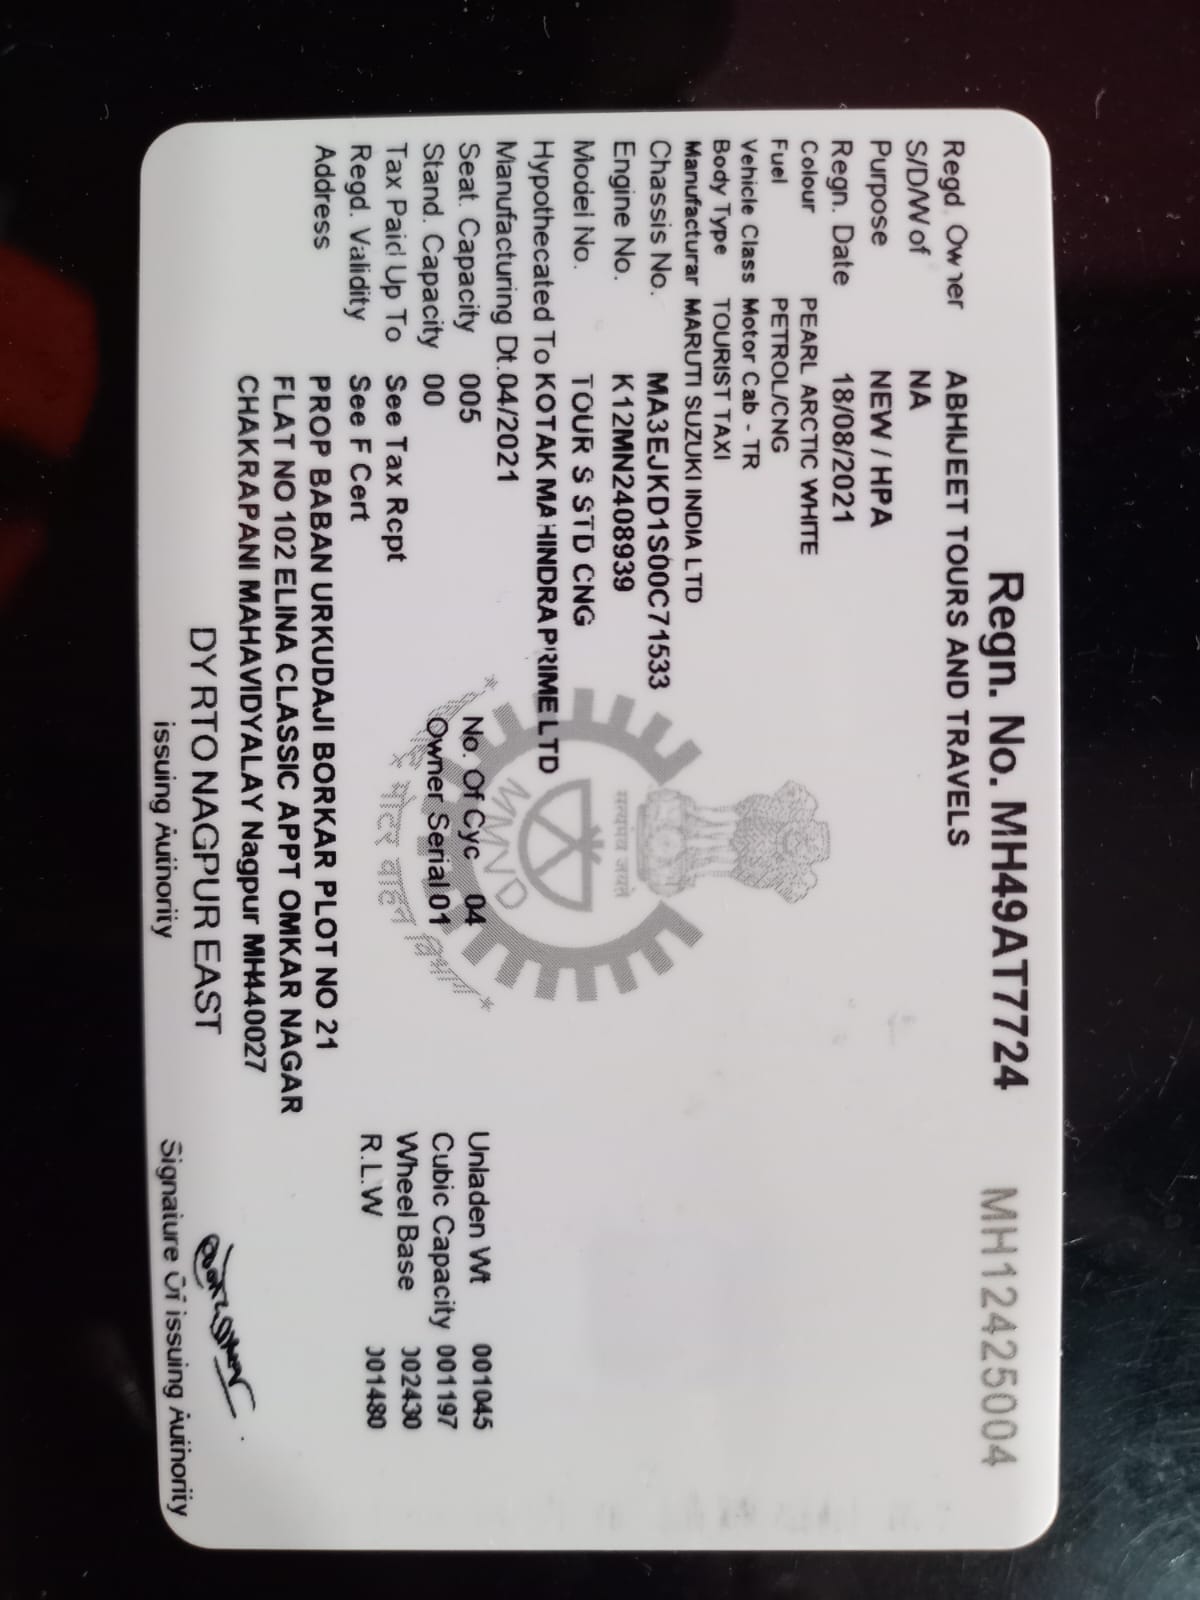 Regn. No. MH49AT7724 MH12425004
Regd. Owner ABHIJEET TOURS AND TRAVELS
S/D/W of NA
Purpose NEW / HPA
Regn. Date 18/08/2021
Colour PEARL ARCTIC WHITE
Fuel PETROL/CNG
Vehicle Class Motor Cab - TR
Body Type TOURIST TAXI
Manufacturar MARUTI SUZUKI INDIA LTD
Chassis No. MA3EJKD1S00C71533
Engine No. K12MN2408939
Model No. TOUR S STD CNG
Hypothecated To KOTAK MAHINDRA PRIME LTD
Manufacturing Dt. 04/2021
Seat. Capacity 005 No. Of Cyc 04 Unladen Wt 001045
Stand. Capacity 00 Owner Serial 01 Cubic Capacity 001197
Tax Paid Up To See Tax Rcpt Wheel Base 002430
Regd. Validity See F Cert R.L.W 001480
Address PROP BABAN URKUDAJI BORKAR PLOT NO 21
FLAT NO 102 ELINA CLASSIC APPT OMKAR NAGAR
CHAKRAPANI MAHAVIDYALAY Nagpur MH440027
DY RTO NAGPUR EAST
Issuing Authority Signature Of Issuing Authority
सत्यमेव जयते
MMVD
* मोटर वाहन विभाग *